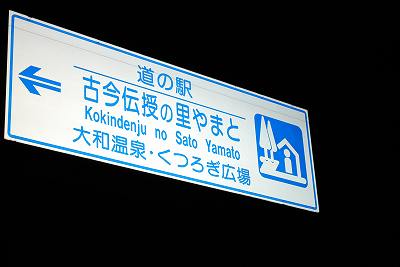 道の駅
古今伝授の里やまと
Kokindenju no Sato Yamato
大和温泉・くつろぎ広場